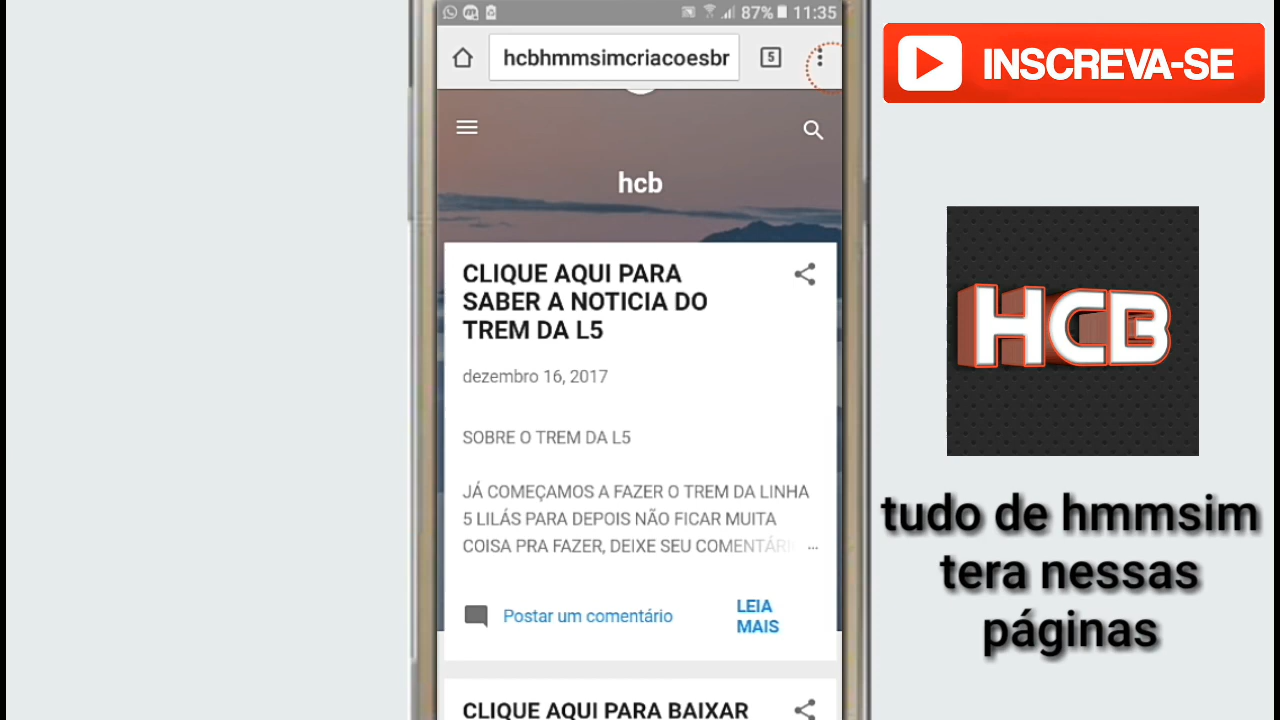 87% 11:35
hcbhmmsimcriacoesbr
5
hcb
CLIQUE AQUI PARA
SABER A NOTICIA DO
TREM DA L5
dezembro 16, 2017
SOBRE O TREM DA L5
JÁ COMEÇAMOS A FAZER O TREM DA LINHA
5 LILÁS PARA DEPOIS NÃO FICAR MUITA
COISA PRA FAZER, DEIXE SEU COMENTÁRI ...
Postar um comentário
LEIA
MAIS
CLIQUE AQUI PARA BAIXAR
INSCREVA-SE
HCB
tudo de hmmsim
tera nessas
páginas